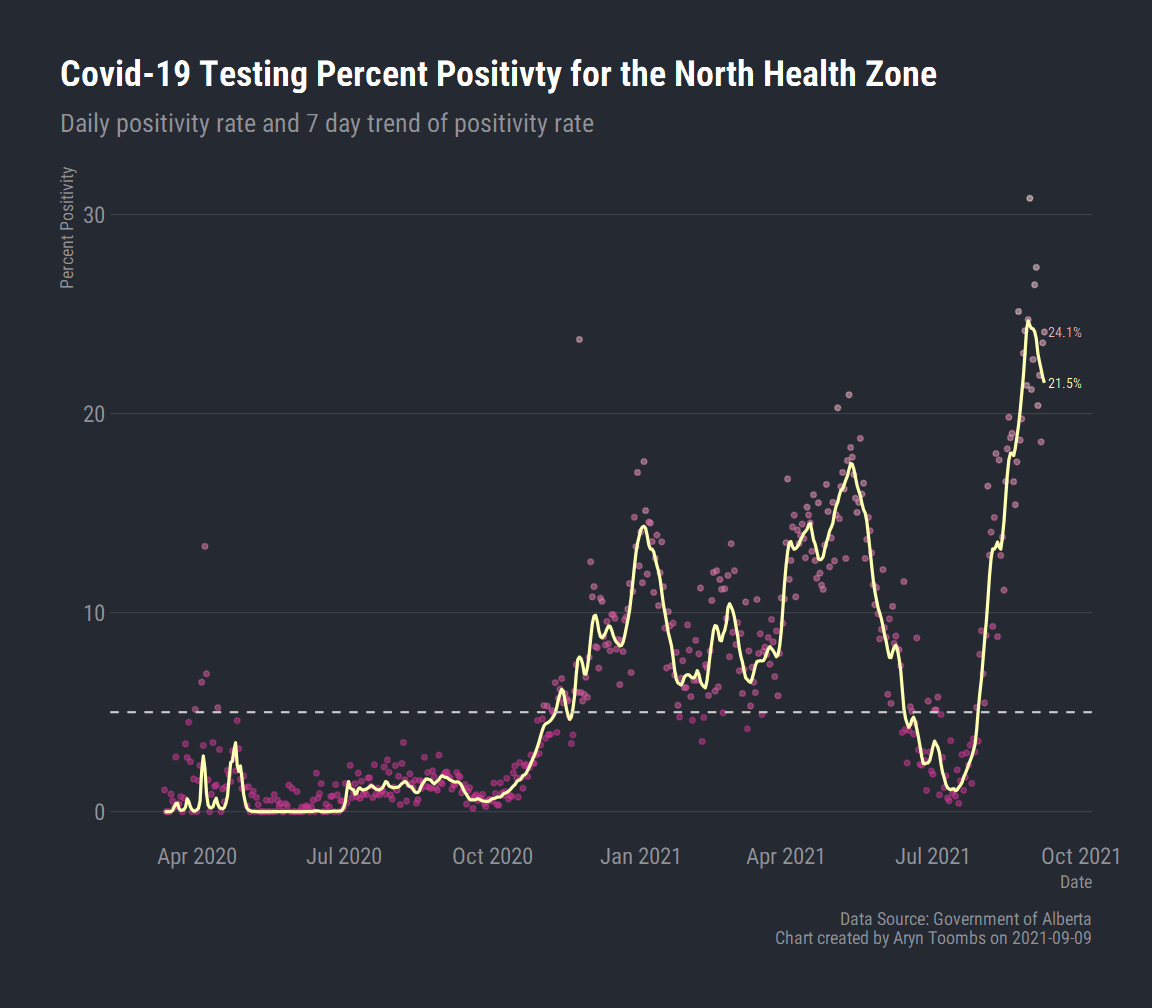 Covid-19 Testing Percent Positivty for the North Health Zone
Daily positivity rate and 7 day trend of positivity rate
Percent Positivity
30
20
10
0
24.1%
21.5%
Apr 2020 Jul 2020 Oct 2020 Jan 2021 Apr 2021 Jul 2021 Oct 2021
Date
Data Source: Government of Alberta
Chart created by Aryn Toombs on 2021-09-09